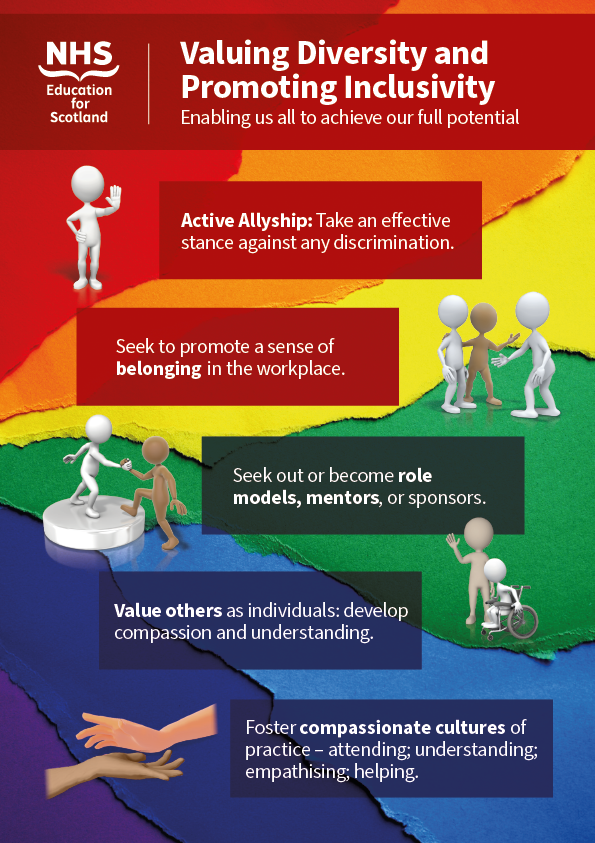 NHS
Education
for
Scotland
Valuing Diversity and
Promoting Inclusivity
Enabling us all to achieve our full potential
Active Allyship: Take an effective
stance against any discrimination.
Seek to promote a sense of
belonging in the workplace.
Seek out or become role
models, mentors, or sponsors.
Value others as individuals: develop
compassion and understanding.
Foster compassionate cultures of
practice – attending; understanding;
empathising; helping.